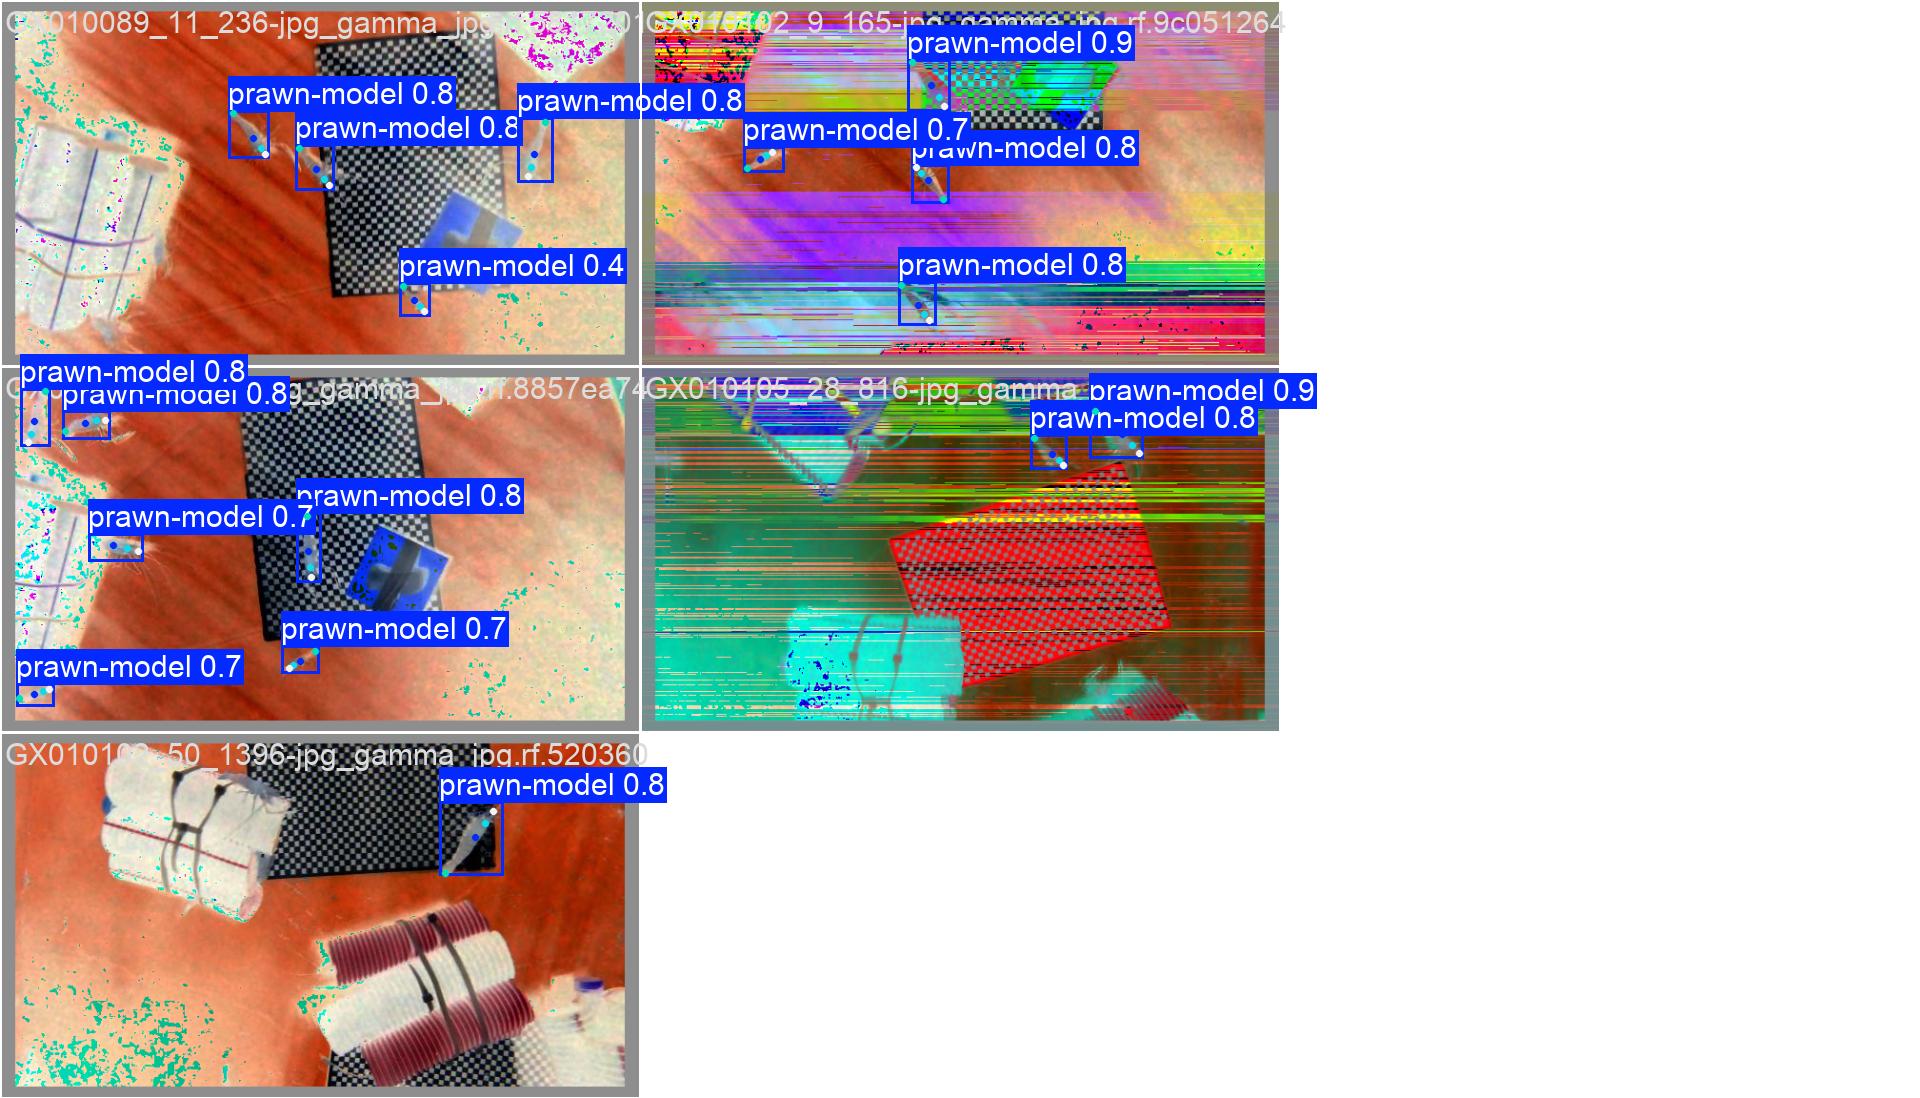 GX010089_11_236-jpg_gamma_jpg
GX010102_9_165-jpg_gamma_jpg.rf.9c051264
prawn-model 0.8
prawn-model 0.8
prawn-model 0.8
prawn-model 0.4
prawn-model 0.9
prawn-model 0.7
prawn-model 0.8
prawn-model 0.8
g_gamma_jpg.rf.8857ea74
GX010105_28_816-jpg_gamma
prawn-model 0.8
prawn-model 0.8
prawn-model 0.8
prawn-model 0.7
prawn-model 0.7
prawn-model 0.7
prawn-model 0.9
prawn-model 0.8
50_1396-jpg_gamma_jpg.rf.520360
prawn-model 0.8